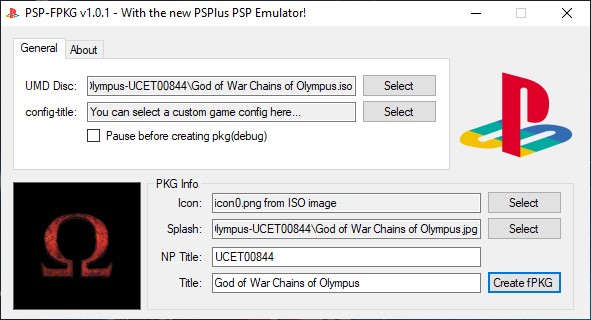 PSP-FPKG v1.0.1 - With the new PSPlus PSP Emulator!
General About
UMD Disc: Olympus-UCET00844\God of War Chains of Olympus.iso Select
config-title: You can select a custom game config here... Select
Pause before creating pkg(debug)
PKG Info
Icon: icon0.png from ISO image Select
Splash: Olympus-UCET00844\God of War Chains of Olympus.jpg Select
NP Title: UCET00844
Title: God of War Chains of Olympus Create fPKG
Ω